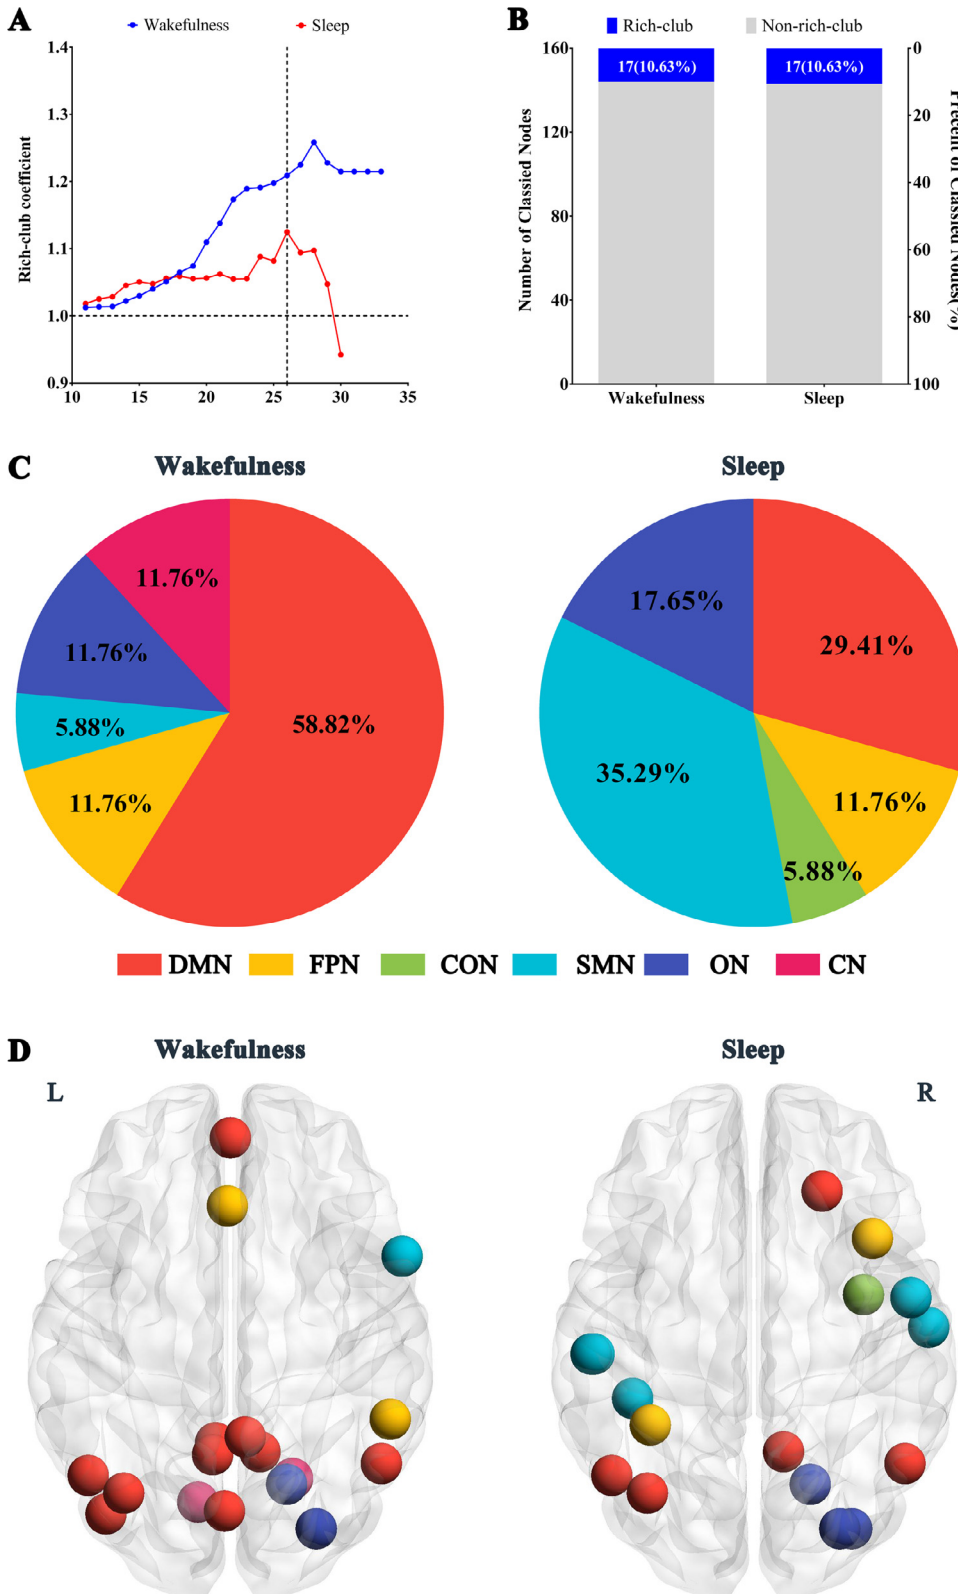 A
Wakefulness
Sleep
Rich-club coefficient
1.4
1.3
1.2
1.1
1.0
0.9
10
15
20
25
30
35
B
Rich-club
Non-rich-club
Number of Classied Nodes
160
120
80
40
0
17(10.63%)
17(10.63%)
Wakefulness
Sleep
0
20
40
60
80
100
Precent of Classied Nodes(%)
C
Wakefulness
Sleep
11.76%
11.76%
5.88%
11.76%
58.82%
17.65%
29.41%
35.29%
11.76%
5.88%
DMN
FPN
CON
SMN
ON
CN
D
Wakefulness
Sleep
L
R